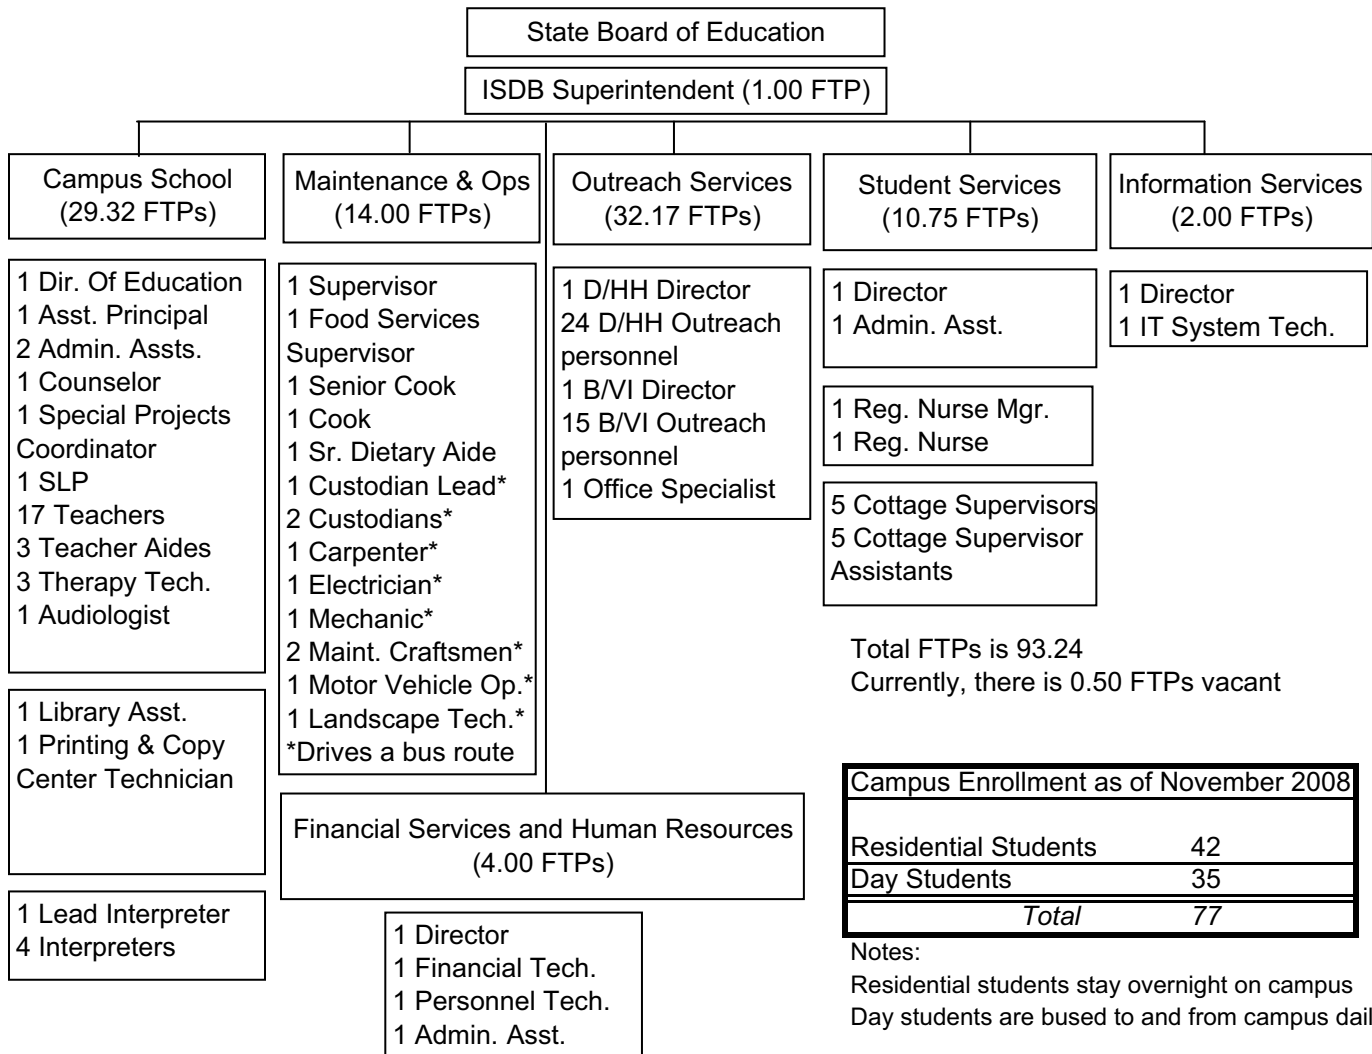 State Board of Education
ISDB Superintendent (1.00 FTP)
Campus School
(29.32 FTPs)
1 Dir. Of Education
1 Asst. Principal
2 Admin. Assts.
1 Counselor
1 Special Projects
Coordinator
1 SLP
17 Teachers
3 Teacher Aides
3 Therapy Tech.
1 Audiologist
1 Library Asst.
1 Printing & Copy
Center Technician
1 Lead Interpreter
4 Interpreters
Maintenance & Ops
(14.00 FTPs)
1 Supervisor
1 Food Services
Supervisor
1 Senior Cook
1 Cook
1 Sr. Dietary Aide
1 Custodian Lead*
2 Custodians*
1 Carpenter*
1 Electrician*
1 Mechanic*
2 Maint. Craftsmen*
1 Motor Vehicle Op.*
1 Landscape Tech.*
*Drives a bus route
Financial Services and Human Resources
(4.00 FTPs)
1 Director
1 Financial Tech.
1 Personnel Tech.
1 Admin. Asst.
Outreach Services
(32.17 FTPs)
1 D/HH Director
24 D/HH Outreach
personnel
1 B/VI Director
15 B/VI Outreach
personnel
1 Office Specialist
Student Services
(10.75 FTPs)
1 Director
1 Admin. Asst.
1 Reg. Nurse Mgr.
1 Reg. Nurse
5 Cottage Supervisors
5 Cottage Supervisor
Assistants
Information Services
(2.00 FTPs)
1 Director
1 IT System Tech.
Total FTPs is 93.24
Currently, there is 0.50 FTPs vacant
Campus Enrollment as of November 2008
Residential Students 42
Day Students 35
Total 77
Notes:
Residential students stay overnight on campus
Day students are bused to and from campus dail